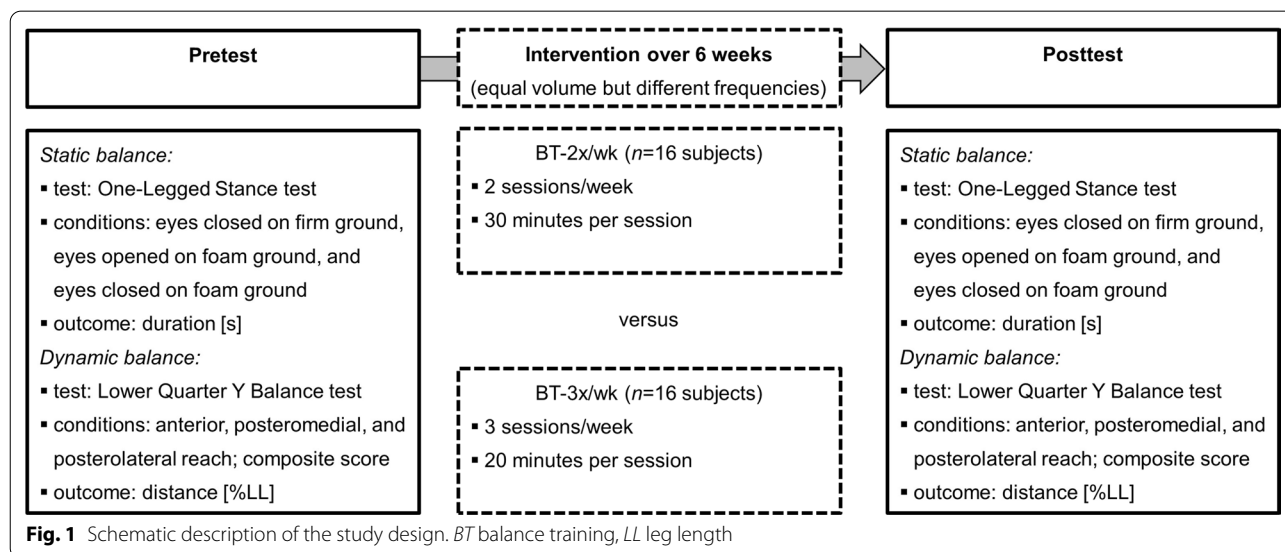 Pretest
Intervention over 6 weeks
(equal volume but different frequencies)
Posttest
Static balance:
▪ test: One-Legged Stance test
▪ conditions: eyes closed on firm ground,
eyes opened on foam ground, and
eyes closed on foam ground
▪ outcome: duration [s]
Dynamic balance:
▪ test: Lower Quarter Y Balance test
▪ conditions: anterior, posteromedial, and
posterolateral reach; composite score
▪ outcome: distance [%LL]
BT-2x/wk (n=16 subjects)
▪ 2 sessions/week
▪ 30 minutes per session
versus
BT-3x/wk (n=16 subjects)
▪ 3 sessions/week
▪ 20 minutes per session
Static balance:
▪ test: One-Legged Stance test
▪ conditions: eyes closed on firm ground,
eyes opened on foam ground, and
eyes closed on foam ground
▪ outcome: duration [s]
Dynamic balance:
▪ test: Lower Quarter Y Balance test
▪ conditions: anterior, posteromedial, and
posterolateral reach; composite score
▪ outcome: distance [%LL]
Fig. 1 Schematic description of the study design. BT balance training, LL leg length